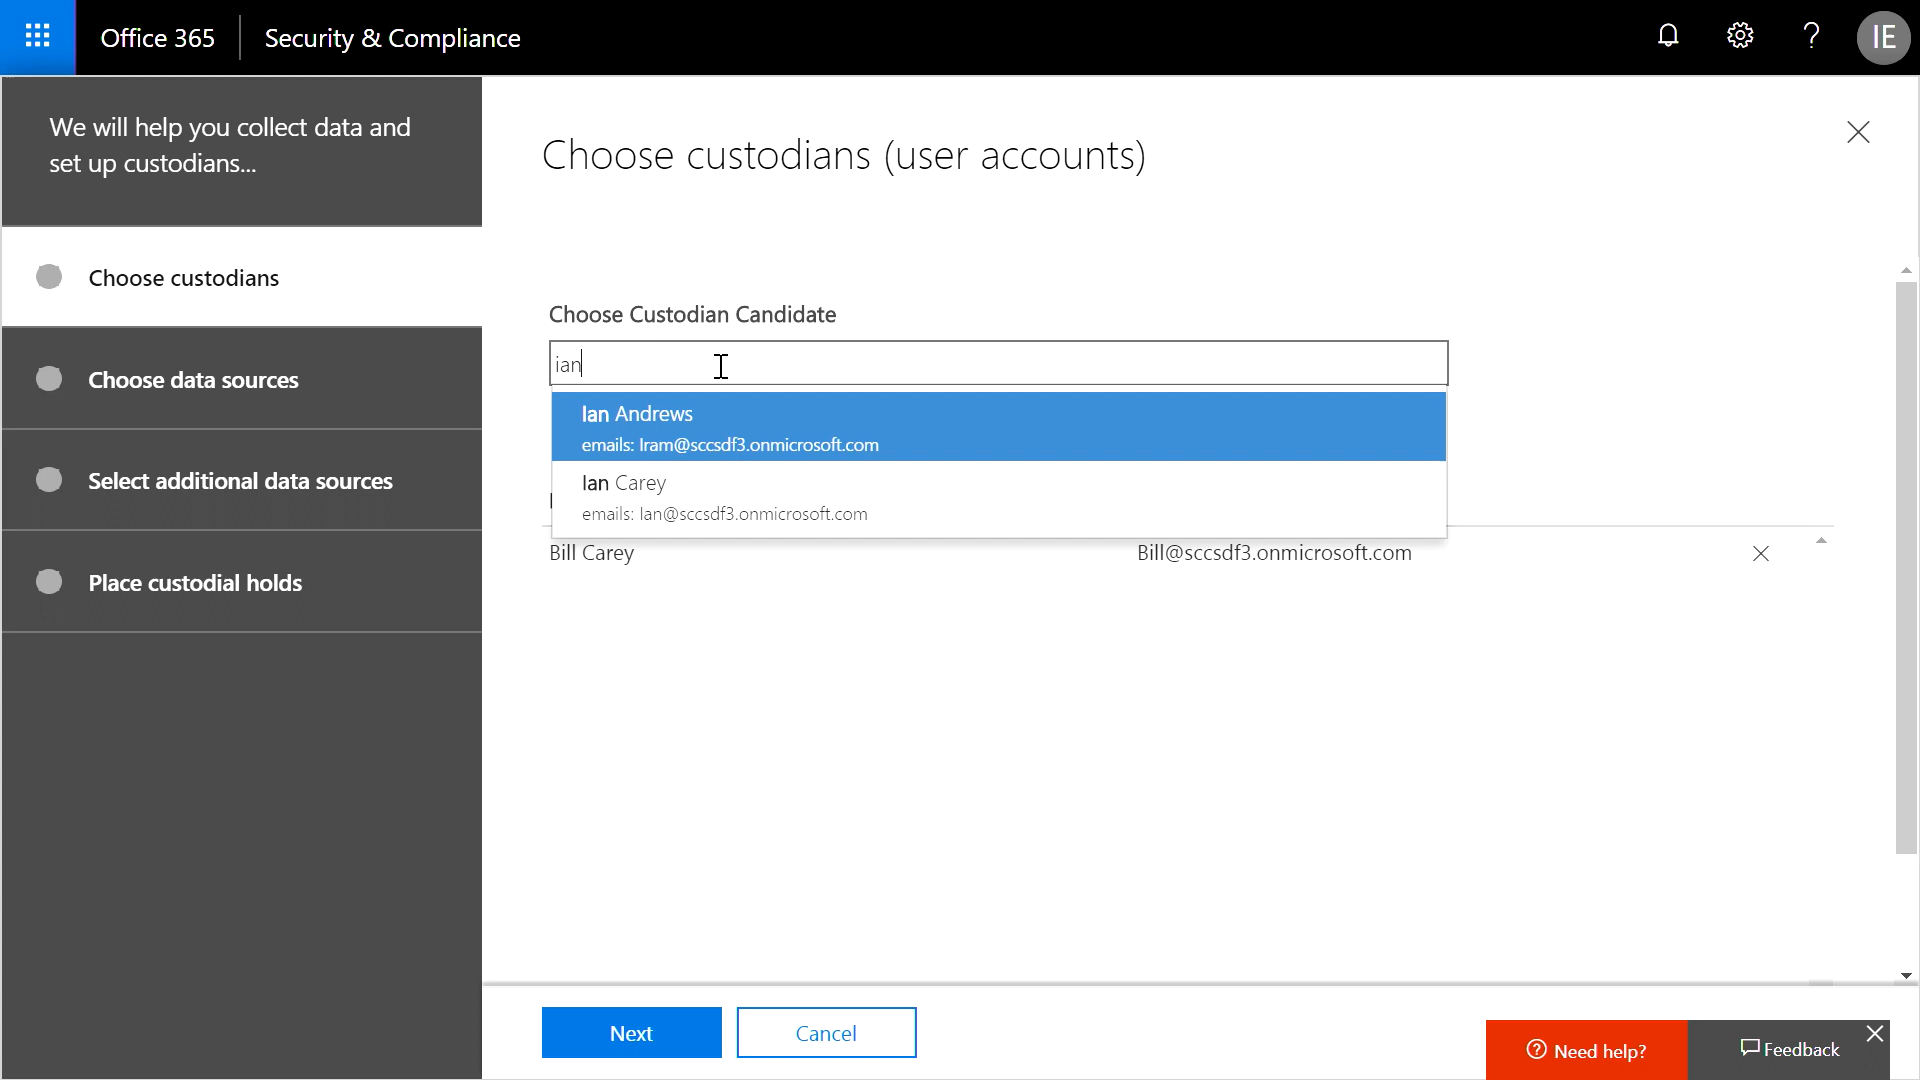 Office 365
Security & Compliance
IE
We will help you collect data and
set up custodians...
Choose custodians
Choose data sources
Select additional data sources
Place custodial holds
Choose custodians (user accounts)
Choose Custodian Candidate
ian
Ian Andrews
emails: Iram@sccsdf3.onmicrosoft.com
Ian Carey
emails: Ian@sccsdf3.onmicrosoft.com
Bill Carey
Bill@sccsdf3.onmicrosoft.com
Next
Cancel
Need help?
Feedback